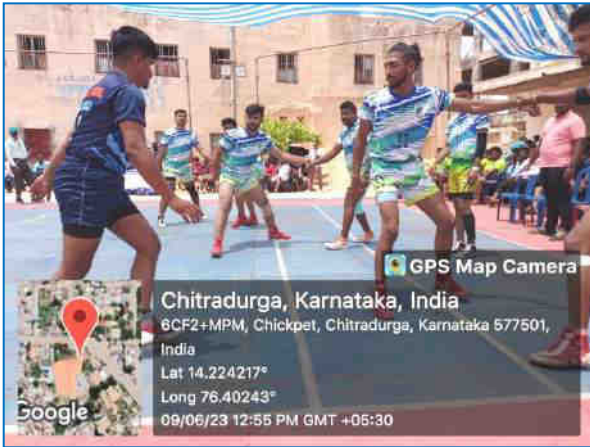 GPS Map Camera
Chitradurga, Karnataka, India
6CF2+MPM, Chickpet, Chitradurga, Karnataka 577501,
India
Lat 14.224217°
Long 76.40243°
09/06/23 12:55 PM GMT +05:30
Google